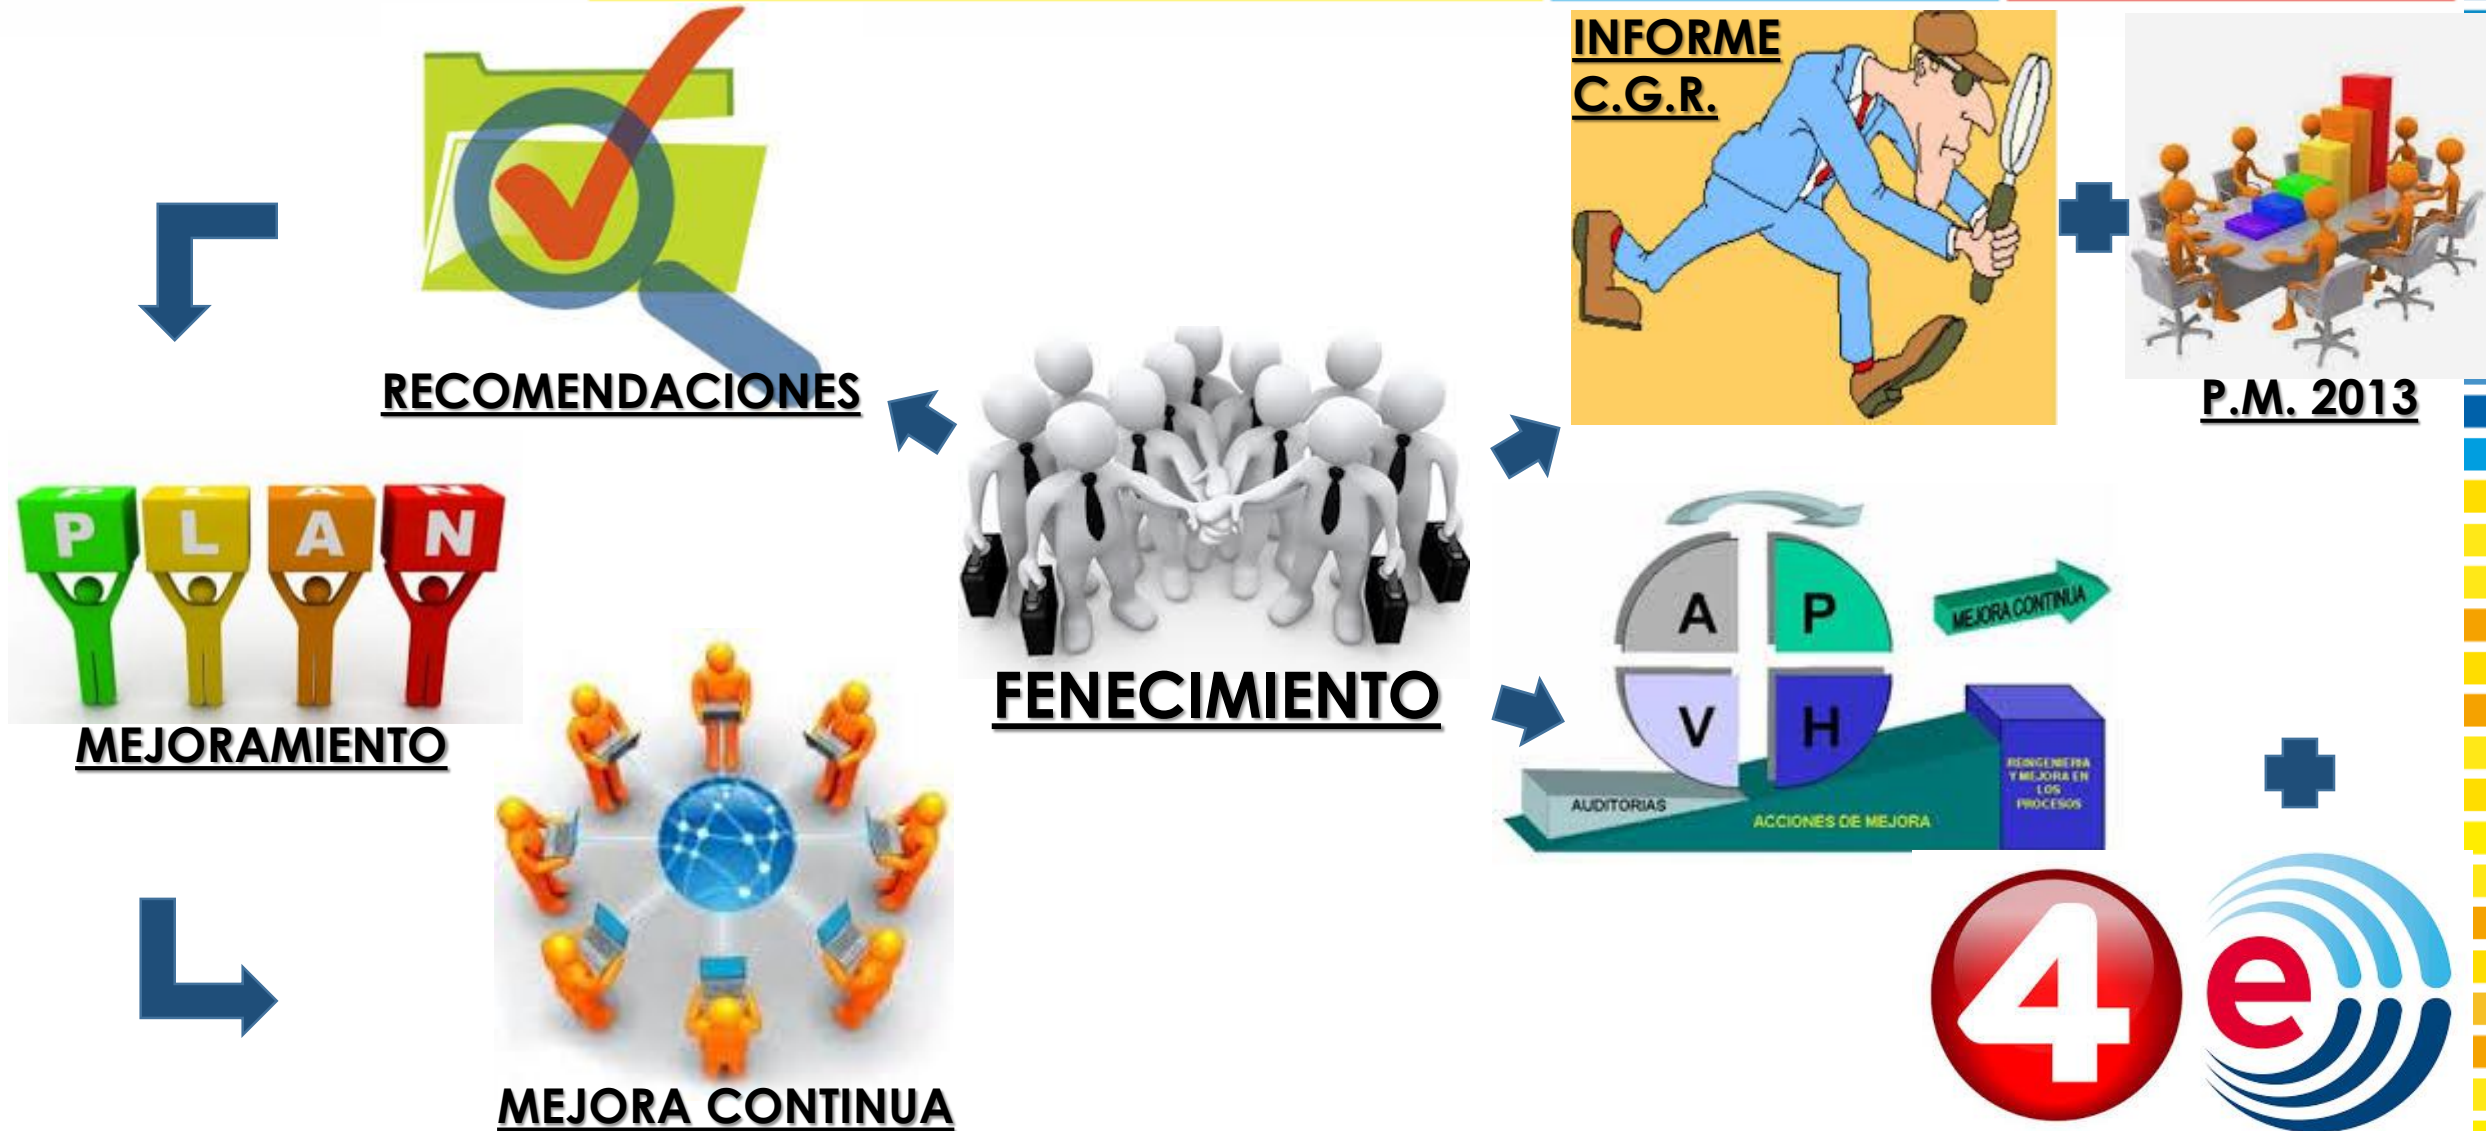 INFORME
C.G.R.
RECOMENDACIONES
P.M. 2013
P L A N
P L A N
MEJORAMIENTO
FENECIMIENTO
A P
V H
MEJORA CONTINUA
AUDITORIAS
ACCIONES DE MEJORA
REINGENIERIA
Y MEJORA EN
LOS
PROCESOS
4 e
MEJORA CONTINUA